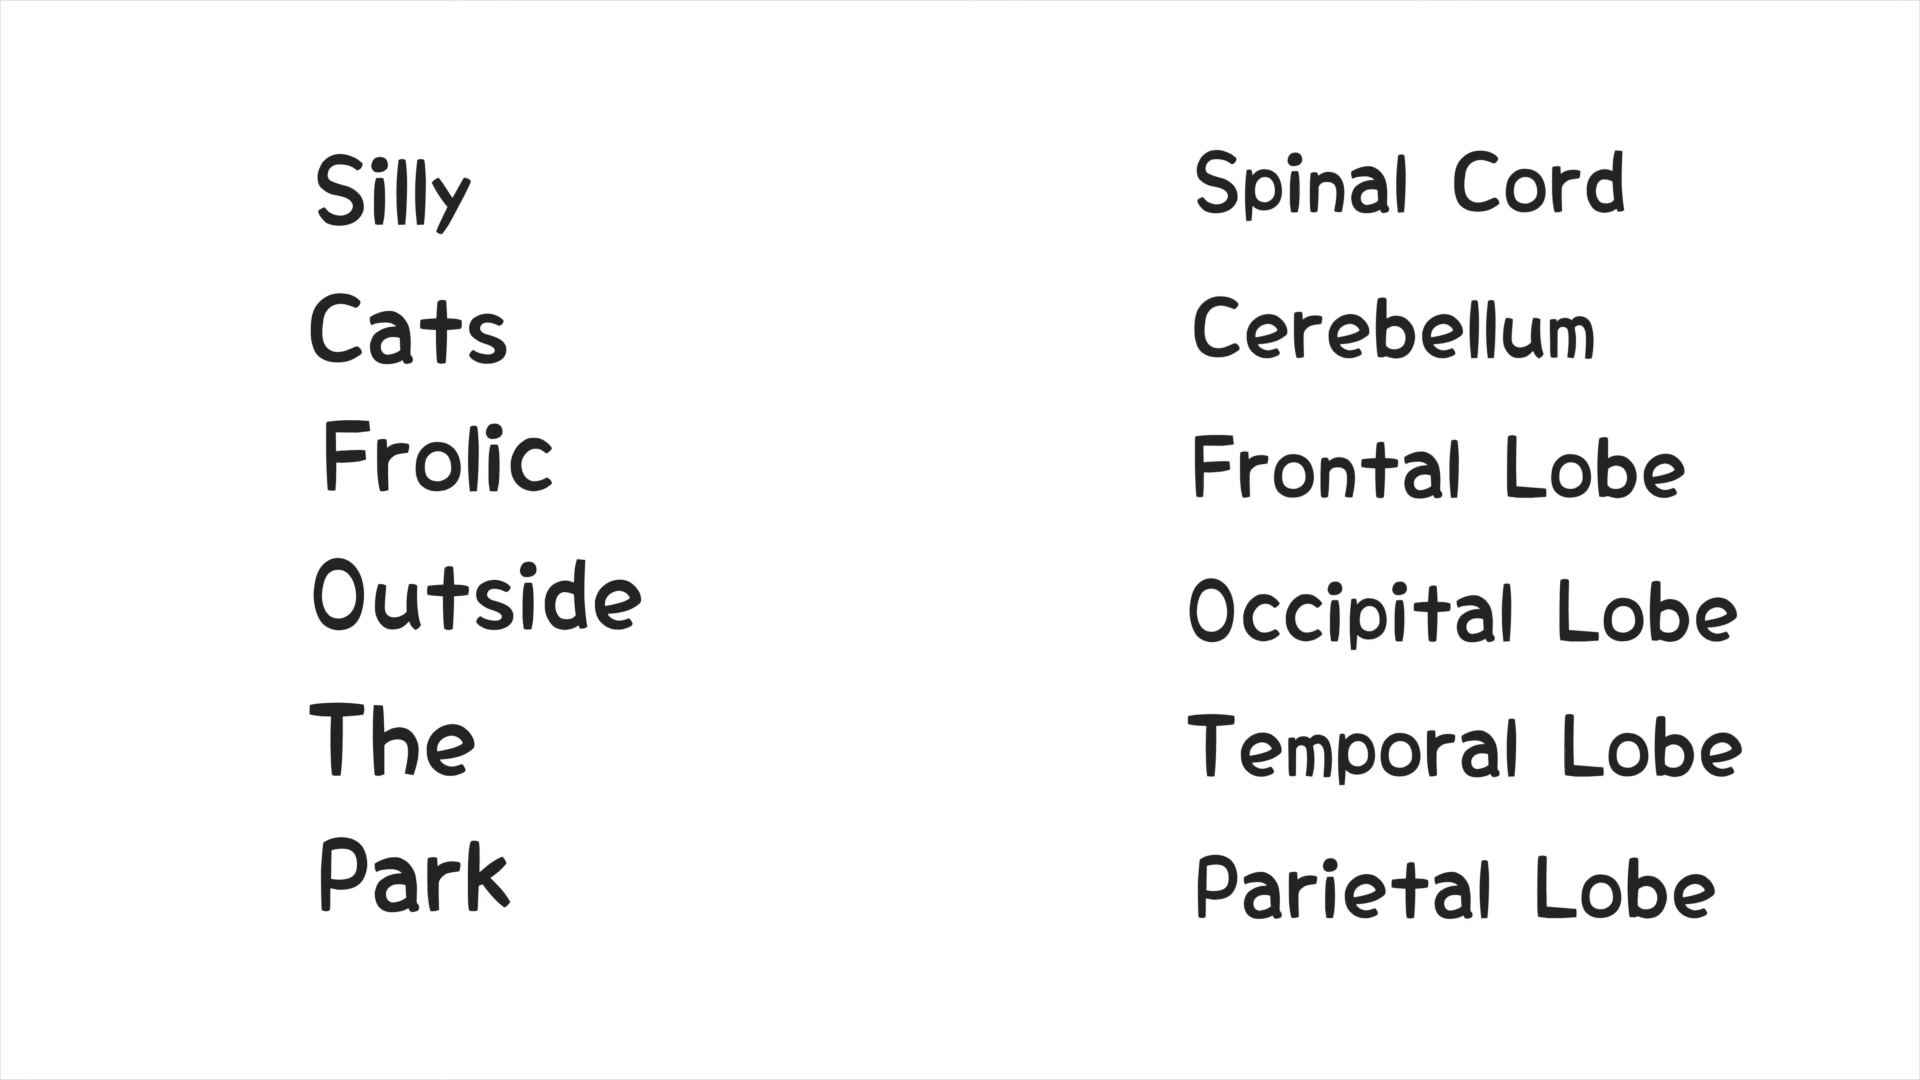 Silly
Cats
Frolic
Outside
The
Park
Spinal Cord
Cerebellum
Frontal Lobe
Occipital Lobe
Temporal Lobe
Parietal Lobe